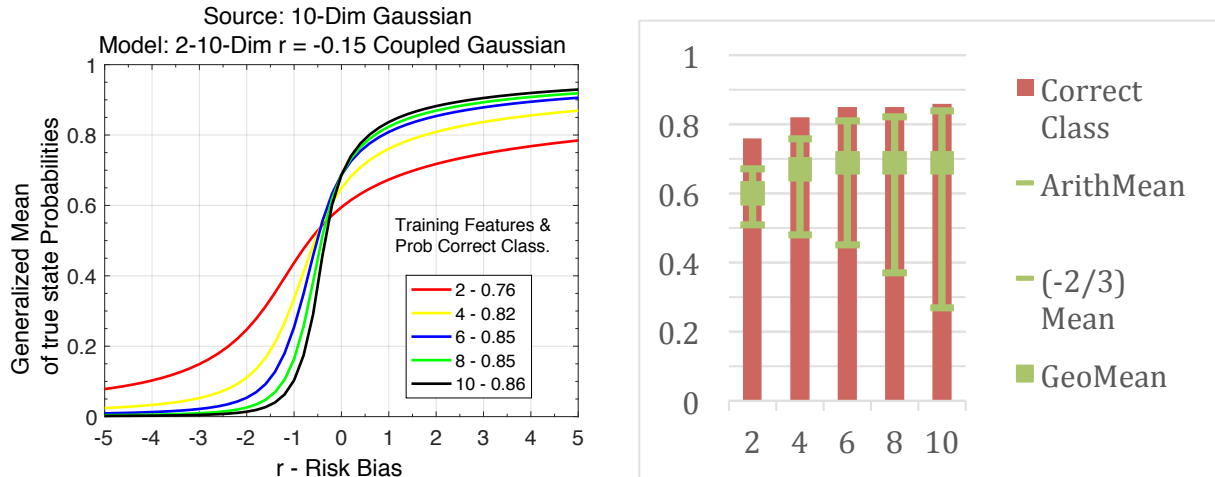 Source: 10-Dim Gaussian
Model: 2-10-Dim r = -0.15 Coupled Gaussian
Generalized Mean
of true state Probabilities
1
0.8
0.6
0.4
0.2
0
-5 -4 -3 -2 -1 0 1 2 3 4 5
r - Risk Bias
Training Features &
Prob Correct Class.
2 - 0.76
4 - 0.82
6 - 0.85
8 - 0.85
10 - 0.86
1
0.8
0.6
0.4
0.2
0
2 4 6 8 10
Correct
Class
ArithMean
(-2/3)
Mean
GeoMean